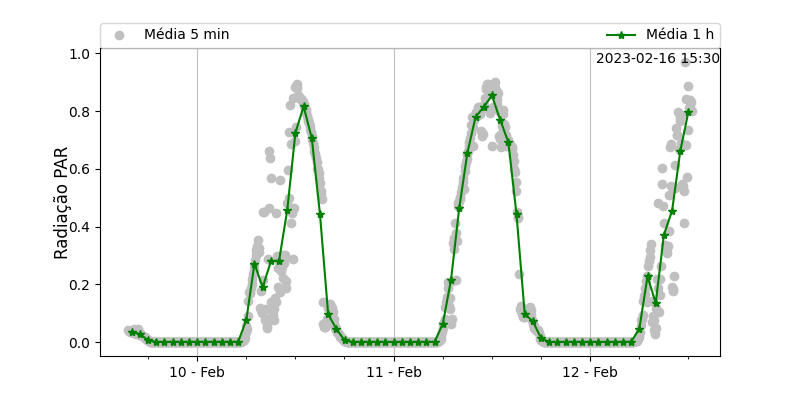 Média 5 min
Média 1 h
2023-02-16 15:30
Radiação PAR
1.0
0.8
0.6
0.4
0.2
0.0
10 - Feb
11 - Feb
12 - Feb